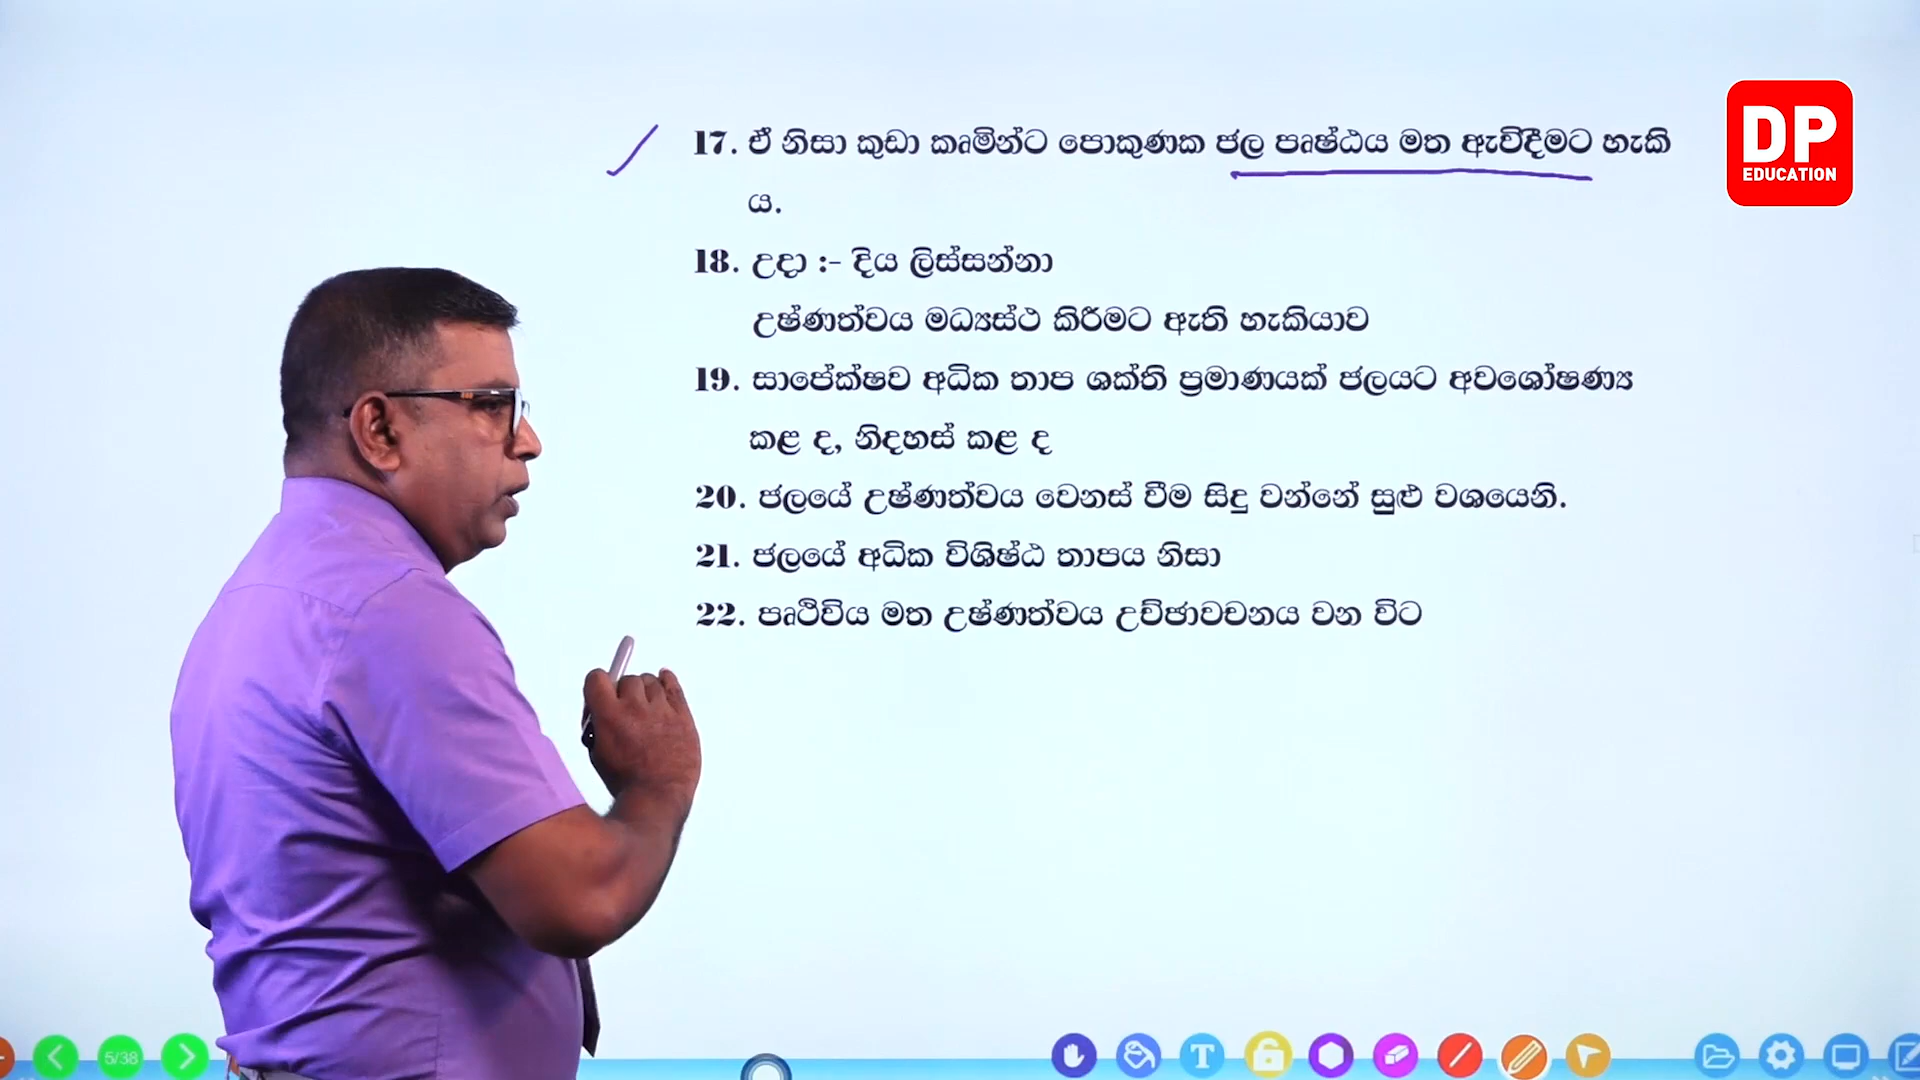 DP
EDUCATION
17. ඒ නිසා කුඩා කෘමින්ට පොකුණක ජල පෘෂ්ඨය මත ඇවිදීමට හැකි
ය.
18. උදා :- දිය ලිස්සන්නා
උෂ්ණත්වය මධ්‍යස්ථ කිරීමට ඇති හැකියාව
19. සාපේක්ෂව අධික තාප ශක්ති ප්‍රමාණයක් ජලයට අවශෝෂණ්‍ය
කළ ද, නිදහස් කළ ද
20. ජලයේ උෂ්ණත්වය වෙනස් වීම සිදු වන්නේ සුළු වශයෙනි.
21. ජලයේ අධික විශිෂ්ඨ තාපය නිසා
22. පෘථිවිය මත උෂ්ණත්වය උච්ඡාවචනය වන විට
5/38
T